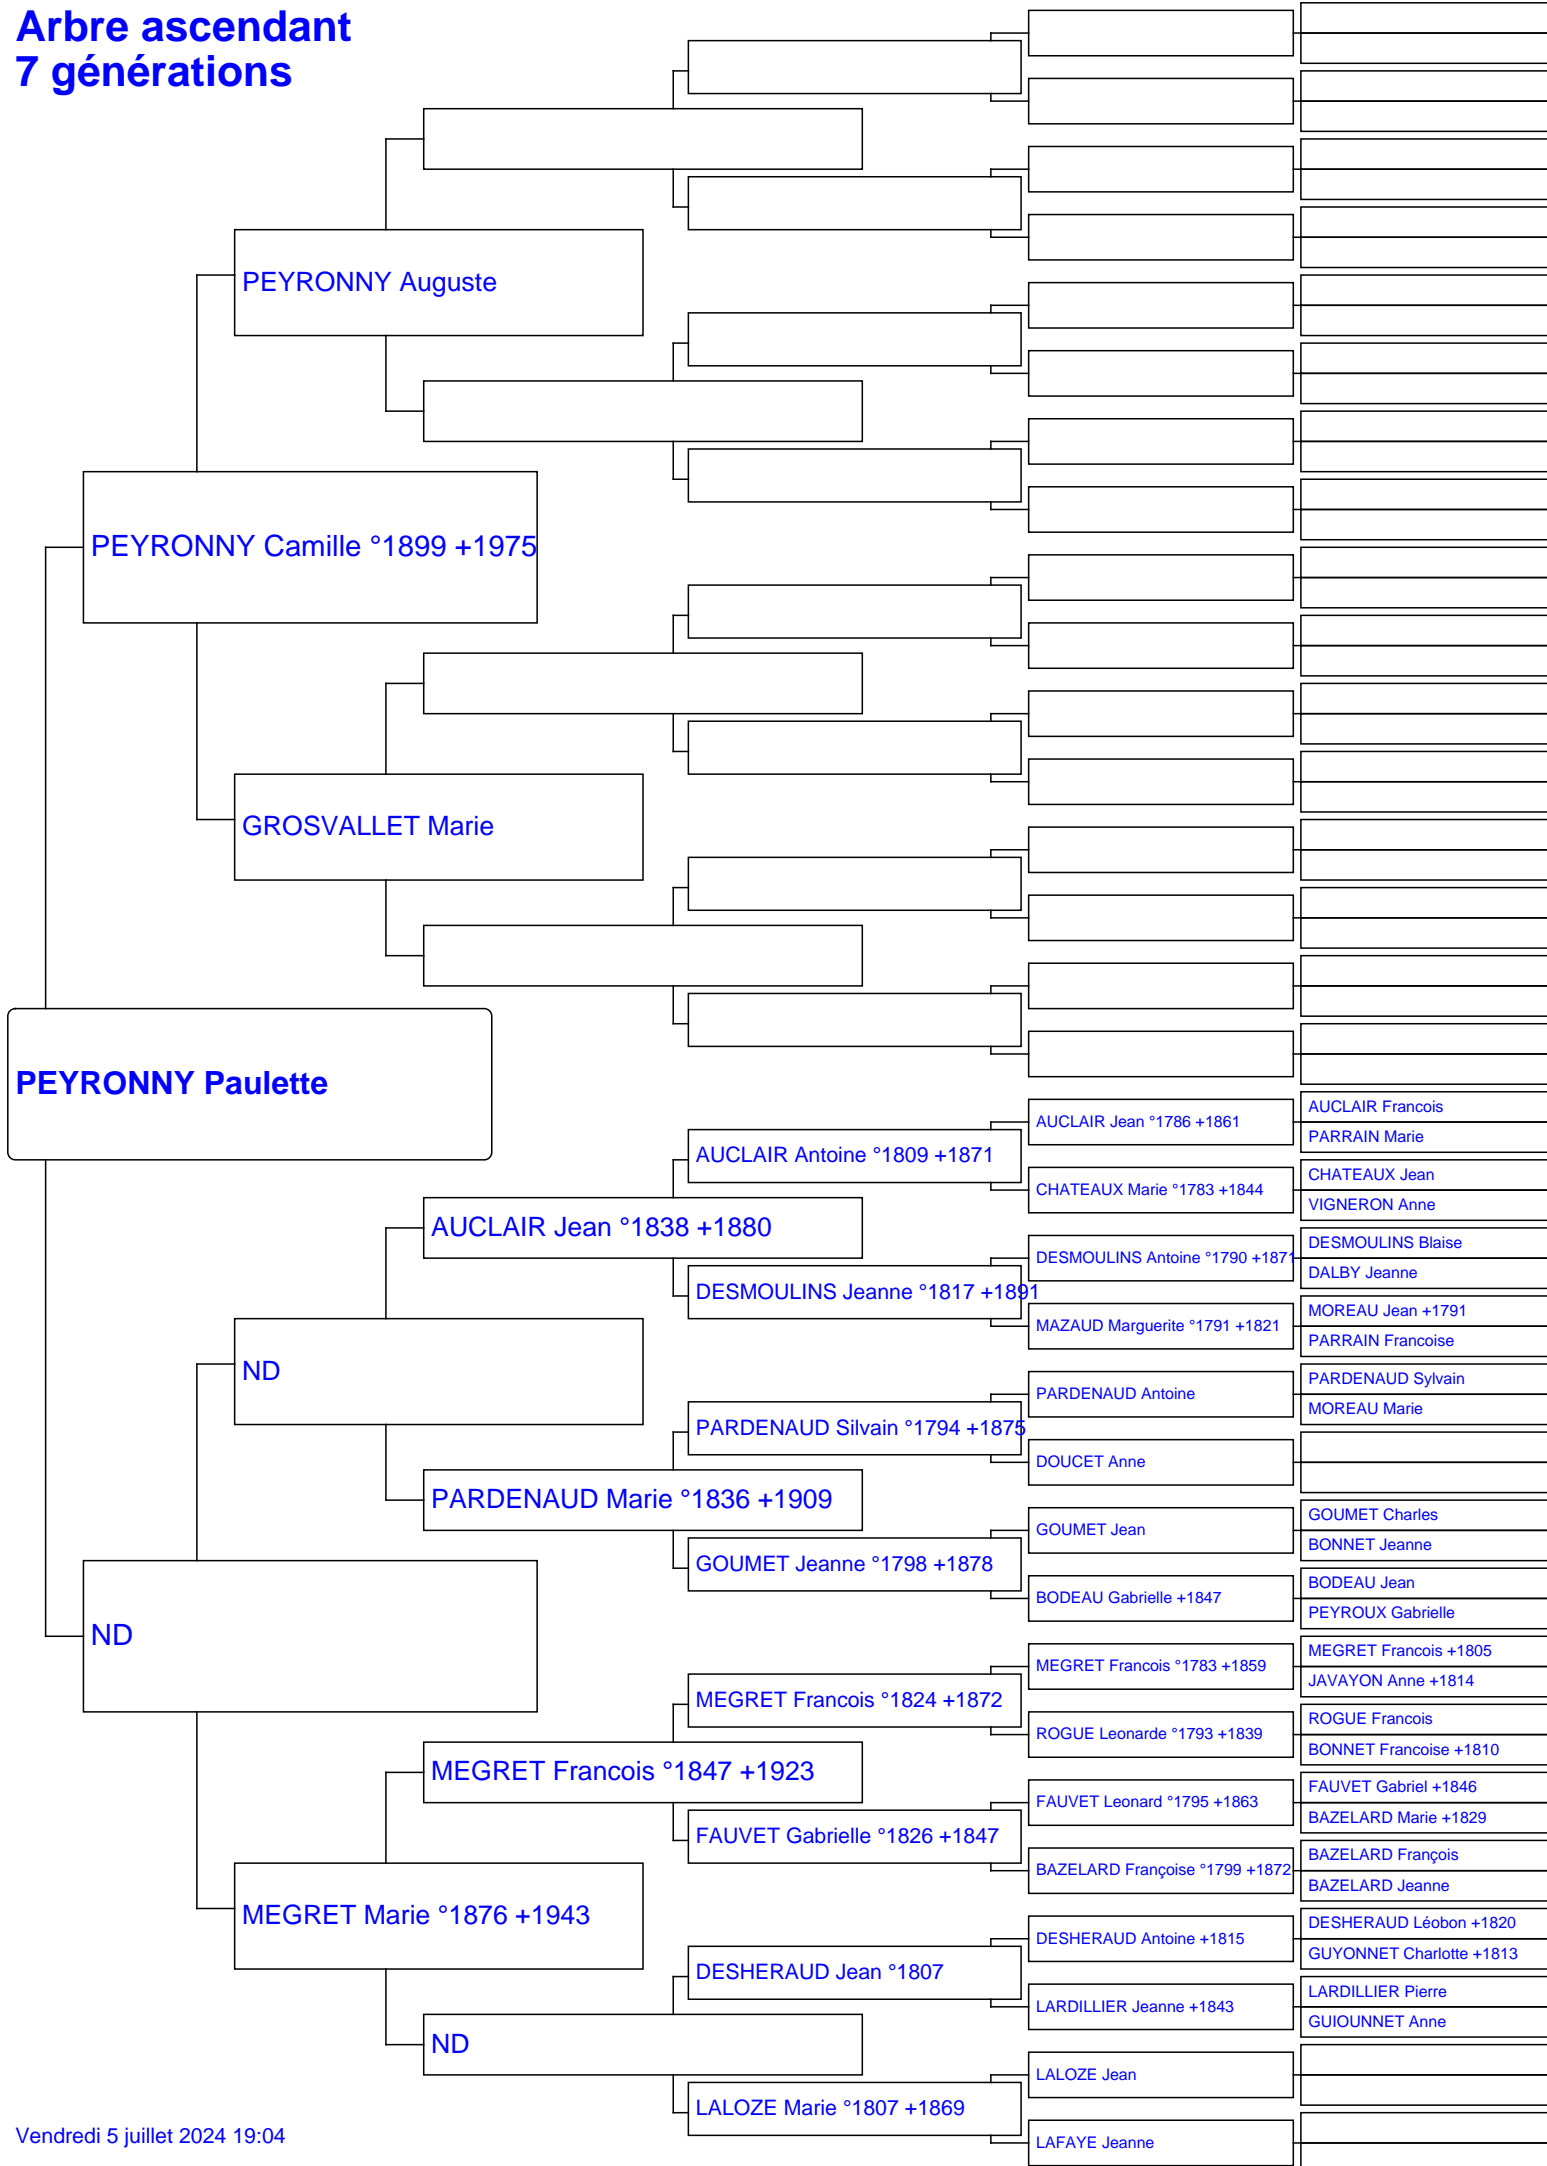 Arbre ascendant
7 générations
PEYRONNY Auguste
PEYRONNY Camille °1899 +1975
GROSVALLET Marie
PEYRONNY Paulette
AUCLAIR Francois
AUCLAIR Jean °1786 +1861
PARRAIN Marie
AUCLAIR Antoine °1809 +1871
CHATEAUX Jean
CHATEAUX Marie °1783 +1844
VIGNERON Anne
AUCLAIR Jean °1838 +1880
DESMOULINS Blaise
DESMOULINS Antoine °1790 +1871
DALBY Jeanne
DESMOULINS Jeanne °1817 +1891
MOREAU Jean +1791
MAZAUD Marguerite °1791 +1821
PARRAIN Francoise
ND
PARDENAUD Sylvain
PARDENAUD Antoine
MOREAU Marie
PARDENAUD Silvain °1794 +1875
DOUCET Anne
PARDENAUD Marie °1836 +1909
GOUMET Charles
GOUMET Jean
BONNET Jeanne
GOUMET Jeanne °1798 +1878
BODEAU Jean
BODEAU Gabrielle +1847
PEYROUX Gabrielle
ND
MEGRET Francois +1805
MEGRET Francois °1783 +1859
JAVAYON Anne +1814
MEGRET Francois °1824 +1872
ROGUE Francois
ROGUE Leonarde °1793 +1839
BONNET Francoise +1810
MEGRET Francois °1847 +1923
FAUVET Gabriel +1846
FAUVET Leonard °1795 +1863
BAZELARD Marie +1829
FAUVET Gabrielle °1826 +1847
BAZELARD François
BAZELARD Françoise °1799 +1872
BAZELARD Jeanne
MEGRET Marie °1876 +1943
DESHERAUD Léobon +1820
DESHERAUD Antoine +1815
GUYONNET Charlotte +1813
DESHERAUD Jean °1807
LARDILLIER Pierre
LARDILLIER Jeanne +1843
GUIOUNNET Anne
ND
LALOZE Jean
LALOZE Marie °1807 +1869
LAFAYE Jeanne
Vendredi 5 juillet 2024 19:04